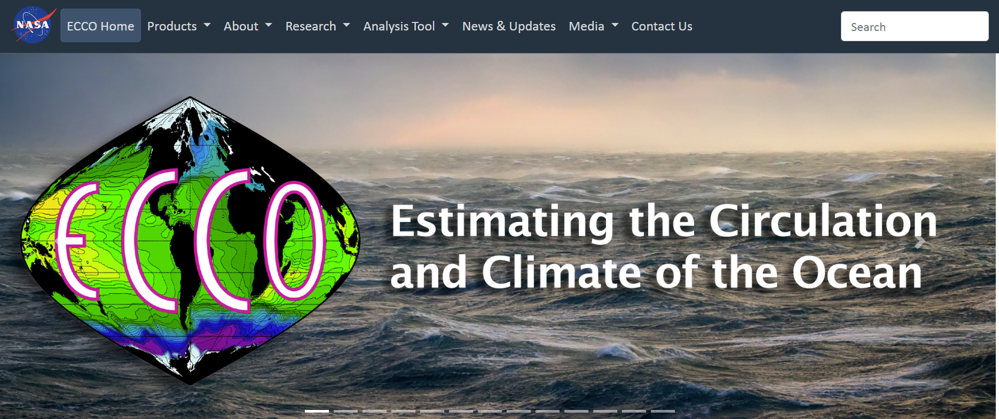 NASA
ECCO Home Products About Research Analysis Tool News & Updates Media Contact Us Search
ECCO
Estimating the Circulation
and Climate of the Ocean